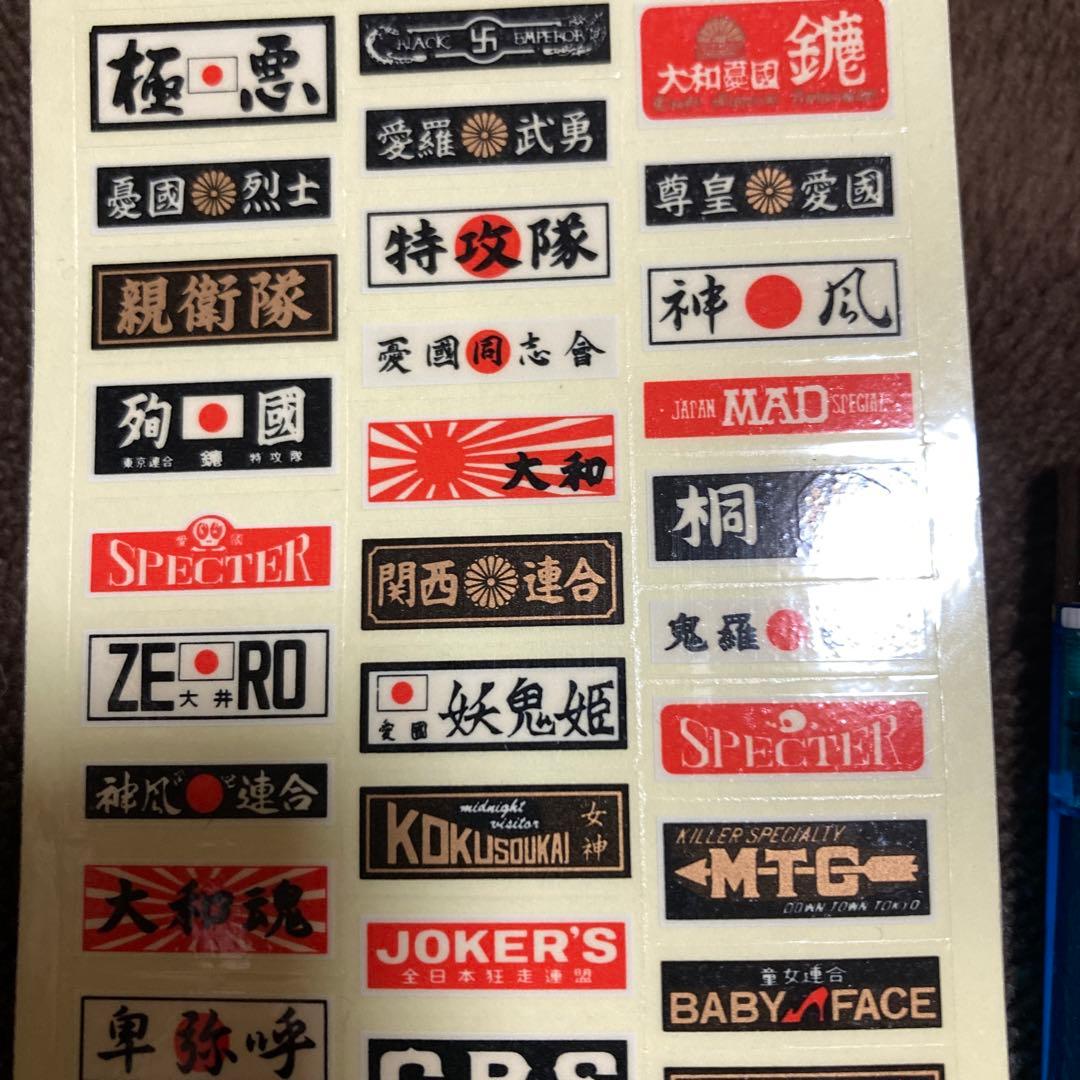 極悪
憂國 烈士
親衛隊
殉國
東京連合 特攻隊
愛國
SPECTER
ZERO
大井
神風 連合
大和魂
卑弥呼
BLACK EMPEROR
愛羅 武勇
特攻隊
憂國同志會
大和
関西 連合
愛國 妖鬼姫
midnight
visitor
KOKUSOUKAI
女神
JOKER'S
全日本狂走連盟
大和憂國
尊皇 愛國
神風
JAPAN MAD SPECIAL
桐
鬼羅
SPECTER
KILLER SPECIALTY
M-T-G
DOWN TOWN TOKYO
童女連合
BABY FACE